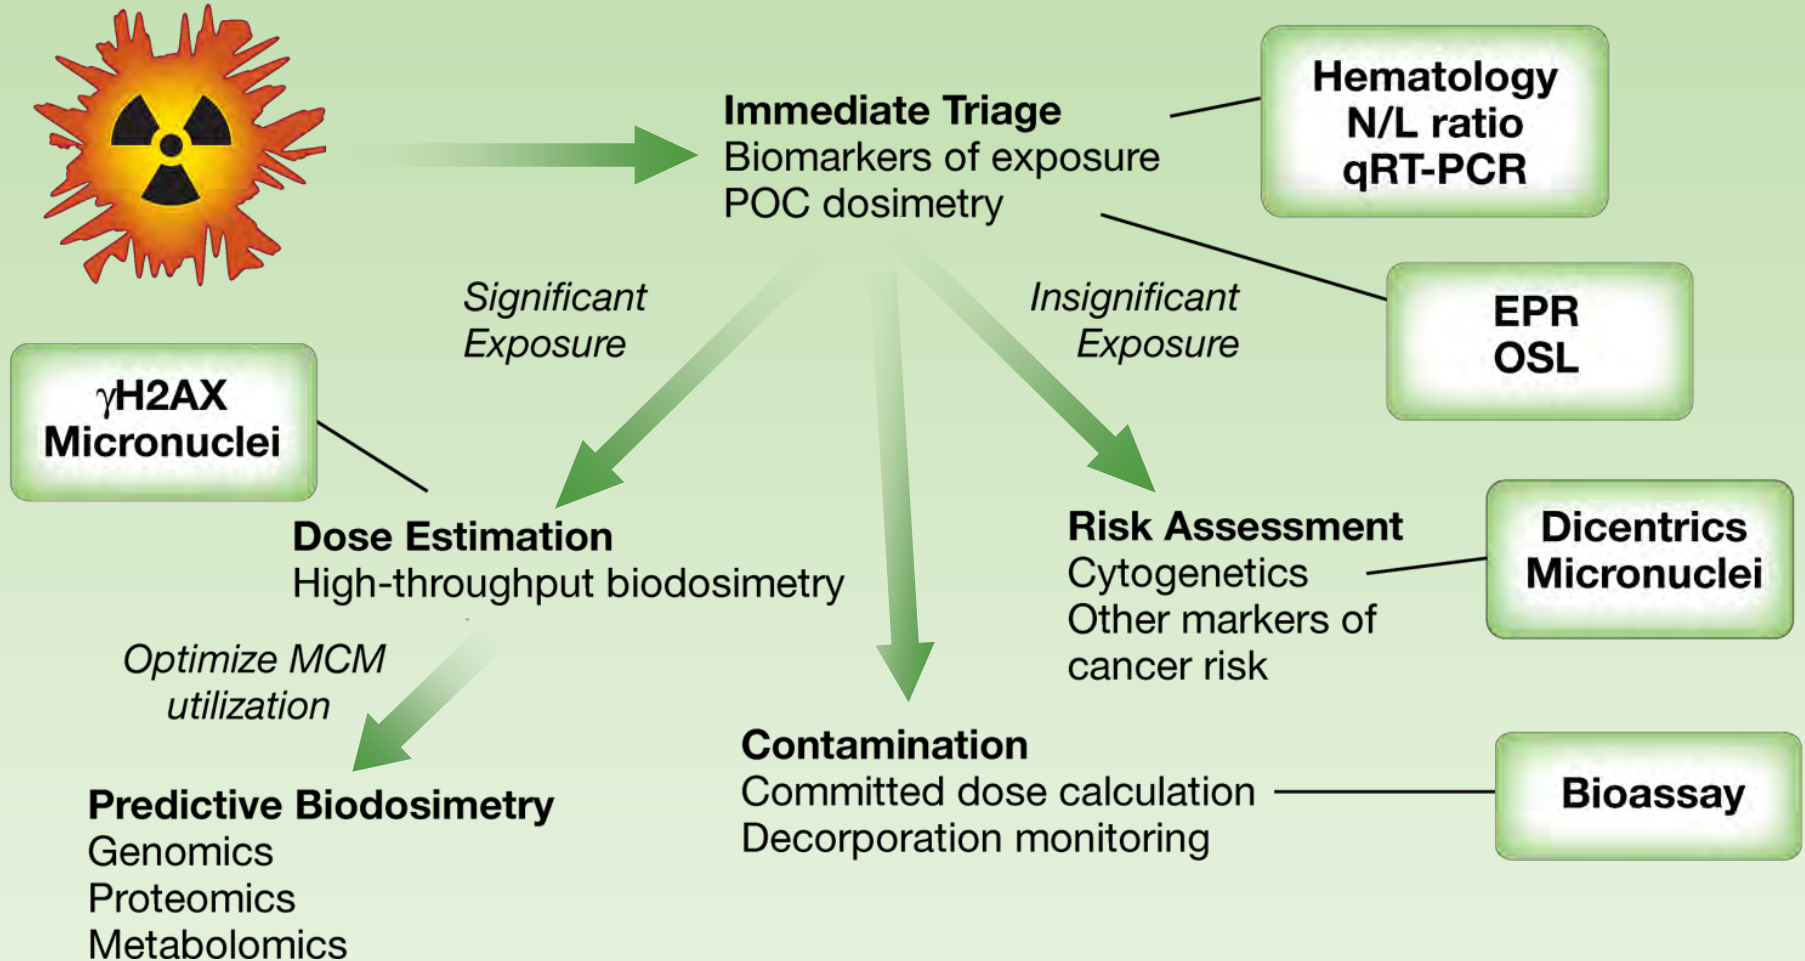 Immediate Triage
Biomarkers of exposure
POC dosimetry
Hematology
N/L ratio
qRT-PCR
EPR
OSL
Significant
Exposure
Insignificant
Exposure
γH2AX
Micronuclei
Dose Estimation
High-throughput biodosimetry
Risk Assessment
Cytogenetics
Other markers of
cancer risk
Dicentrics
Micronuclei
Optimize MCM
utilization
Contamination
Committed dose calculation
Decorporation monitoring
Bioassay
Predictive Biodosimetry
Genomics
Proteomics
Metabolomics